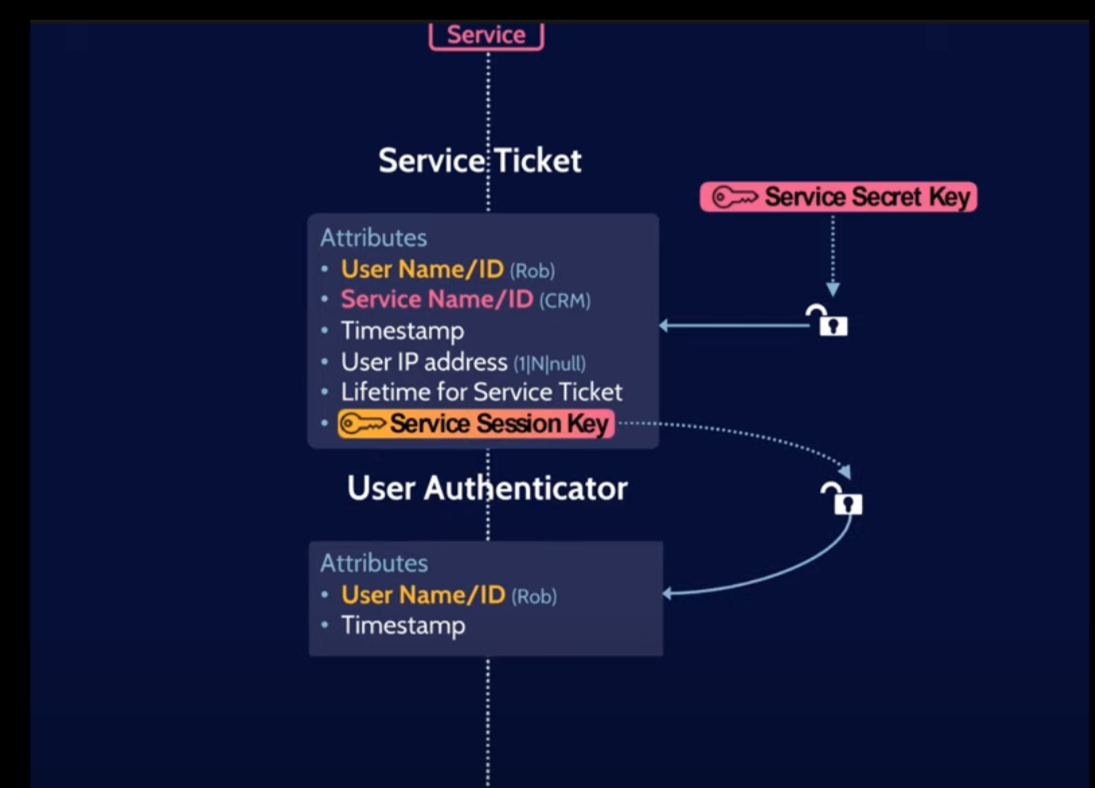 Service
Service Ticket
Service Secret Key
Attributes
• User Name/ID (Rob)
• Service Name/ID (CRM)
• Timestamp
• User IP address (1|N|null)
• Lifetime for Service Ticket
• Service Session Key
User Authenticator
Attributes
• User Name/ID (Rob)
• Timestamp